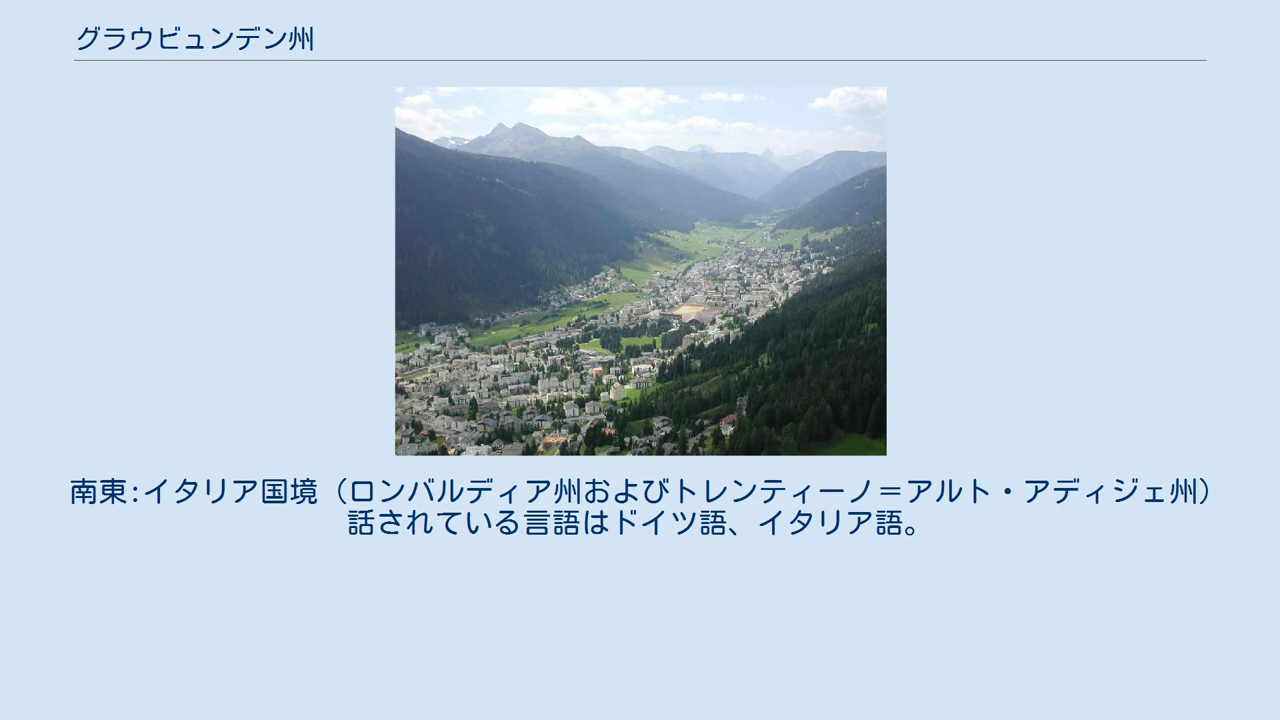 グラウビュンデン州
南東:イタリア国境（ロンバルディア州およびトレンティーノ＝アルト・アディジェ州）
話されている言語はドイツ語、イタリア語。